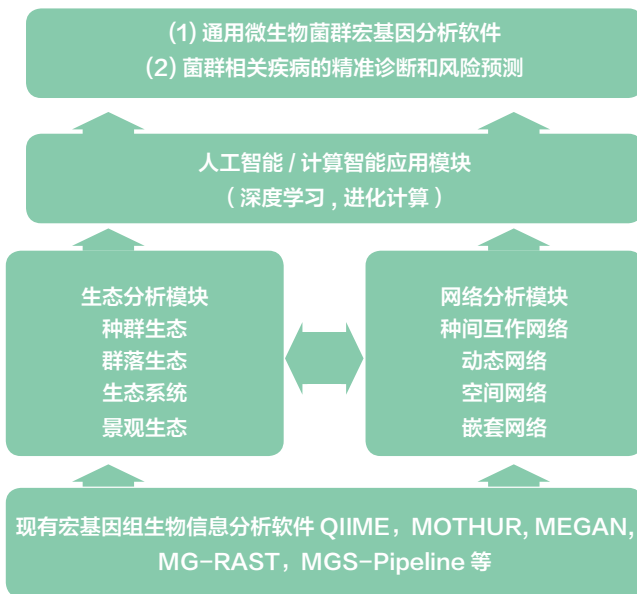 (1) 通用微生物菌群宏基因分析软件
(2) 菌群相关疾病的精准诊断和风险预测
人工智能 / 计算智能应用模块
( 深度学习 , 进化计算 )
生态分析模块
种群生态
群落生态
生态系统
景观生态
网络分析模块
种间互作网络
动态网络
空间网络
嵌套网络
现有宏基因组生物信息分析软件 QIIME，MOTHUR, MEGAN,
MG-RAST，MGS-Pipeline 等